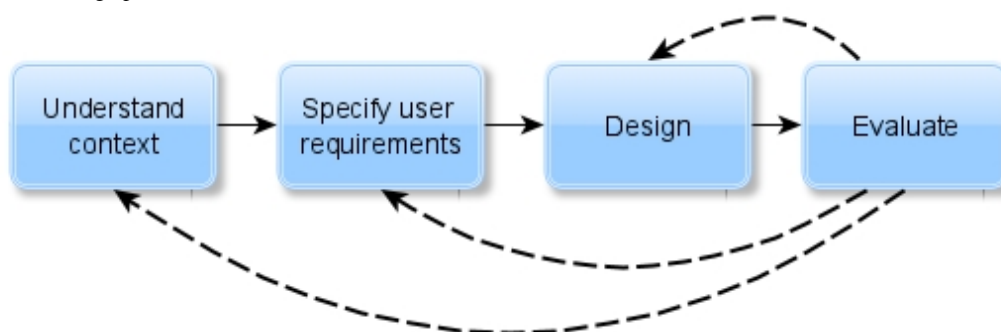 Understand
context
Specify user
requirements
Design
Evaluate